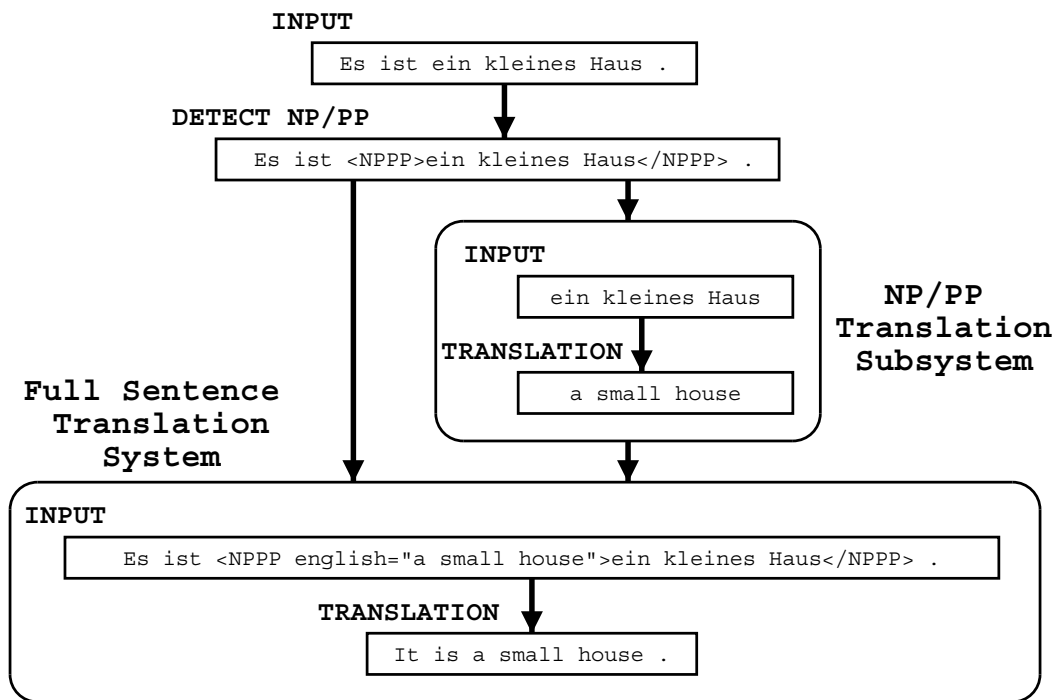 INPUT
Es ist ein kleines Haus .
DETECT NP/PP
Es ist <NPPP>ein kleines Haus</NPPP> .
INPUT
ein kleines Haus
TRANSLATION
a small house
NP/PP
Translation
Subsystem
Full Sentence
Translation
System
INPUT
Es ist <NPPP english="a small house">ein kleines Haus</NPPP> .
TRANSLATION
It is a small house .